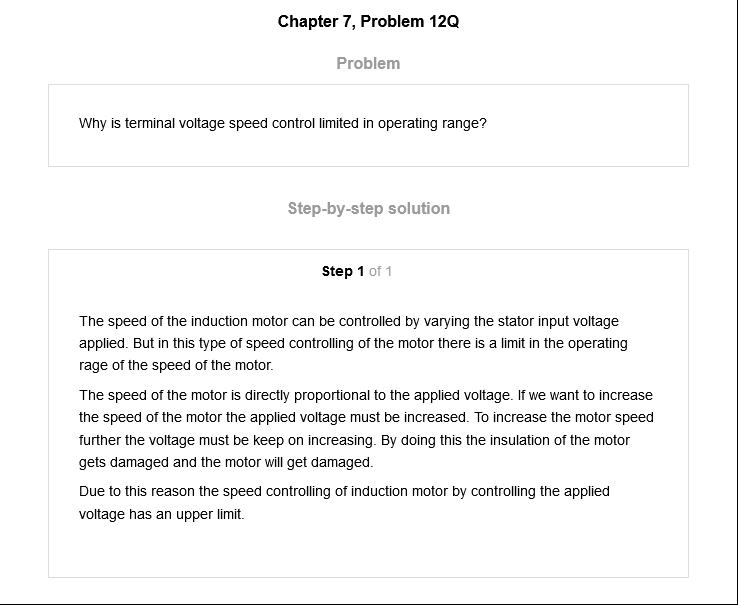 Chapter 7, Problem 12Q
Problem
Why is terminal voltage speed control limited in operating range?
Step-by-step solution
Step 1 of 1
The speed of the induction motor can be controlled by varying the stator input voltage
applied. But in this type of speed controlling of the motor there is a limit in the operating
rage of the speed of the motor.
The speed of the motor is directly proportional to the applied voltage. If we want to increase
the speed of the motor the applied voltage must be increased. To increase the motor speed
further the voltage must be keep on increasing. By doing this the insulation of the motor
gets damaged and the motor will get damaged.
Due to this reason the speed controlling of induction motor by controlling the applied
voltage has an upper limit.